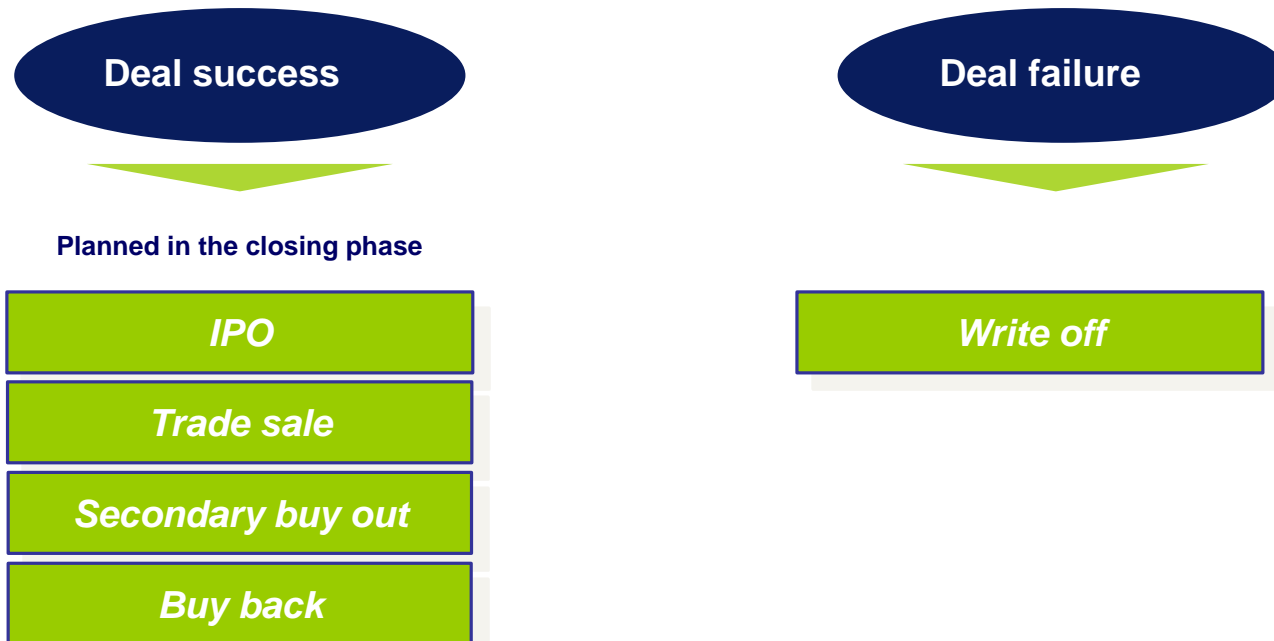 Deal success
Deal failure
Planned in the closing phase
IPO
Write off
Trade sale
Secondary buy out
Buy back